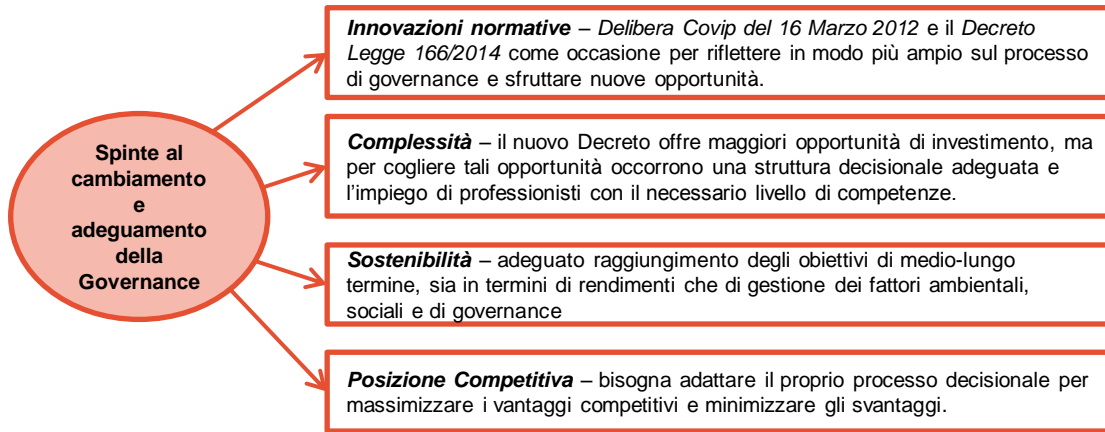 Spinte al
cambiamento
e
adeguamento
della
Governance
Innovazioni normative – Delibera Covip del 16 Marzo 2012 e il Decreto
Legge 166/2014 come occasione per riflettere in modo più ampio sul processo
di governance e sfruttare nuove opportunità.
Complessità – il nuovo Decreto offre maggiori opportunità di investimento, ma
per cogliere tali opportunità occorrono una struttura decisionale adeguata e
l’impiego di professionisti con il necessario livello di competenze.
Sostenibilità – adeguato raggiungimento degli obiettivi di medio-lungo
termine, sia in termini di rendimenti che di gestione dei fattori ambientali,
sociali e di governance
Posizione Competitiva – bisogna adattare il proprio processo decisionale per
massimizzare i vantaggi competitivi e minimizzare gli svantaggi.